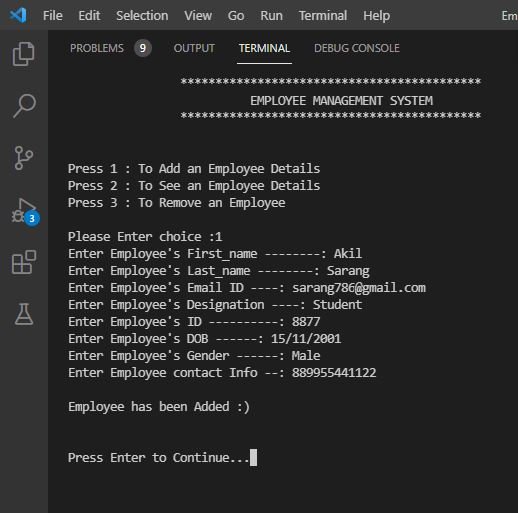 File Edit Selection View Go Run Terminal Help Em
PROBLEMS 9 OUTPUT TERMINAL DEBUG CONSOLE
*******************************************
EMPLOYEE MANAGEMENT SYSTEM
*******************************************
Press 1 : To Add an Employee Details
Press 2 : To See an Employee Details
Press 3 : To Remove an Employee
Please Enter choice :1
Enter Employee's First_name --------: Akil
Enter Employee's Last_name --------: Sarang
Enter Employee's Email ID ----: sarang786@gmail.com
Enter Employee's Designation ----: Student
Enter Employee's ID ----------: 8877
Enter Employee's DOB ------: 15/11/2001
Enter Employee's Gender ------: Male
Enter Employee contact Info --: 889955441122
3
Employee has been Added :)
Press Enter to Continue...